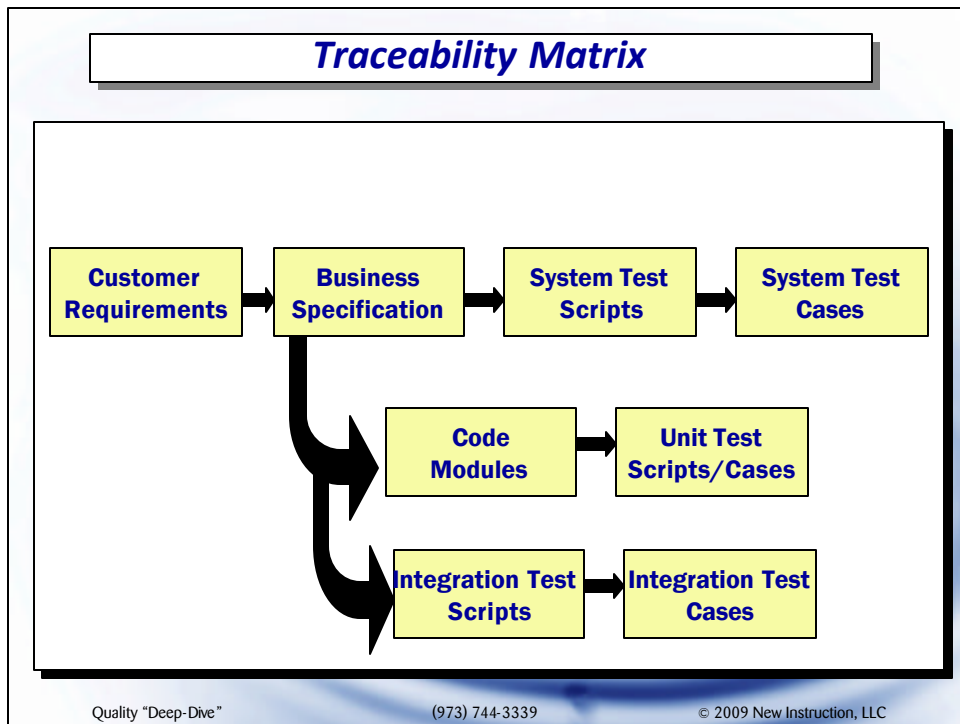 Traceability Matrix
Customer
Requirements
Business
Specification
System Test
Scripts
System Test
Cases
Code
Modules
Unit Test
Scripts/Cases
Integration Test
Scripts
Integration Test
Cases
Quality “Deep-Dive”
(973) 744-3339
© 2009 New Instruction, LLC